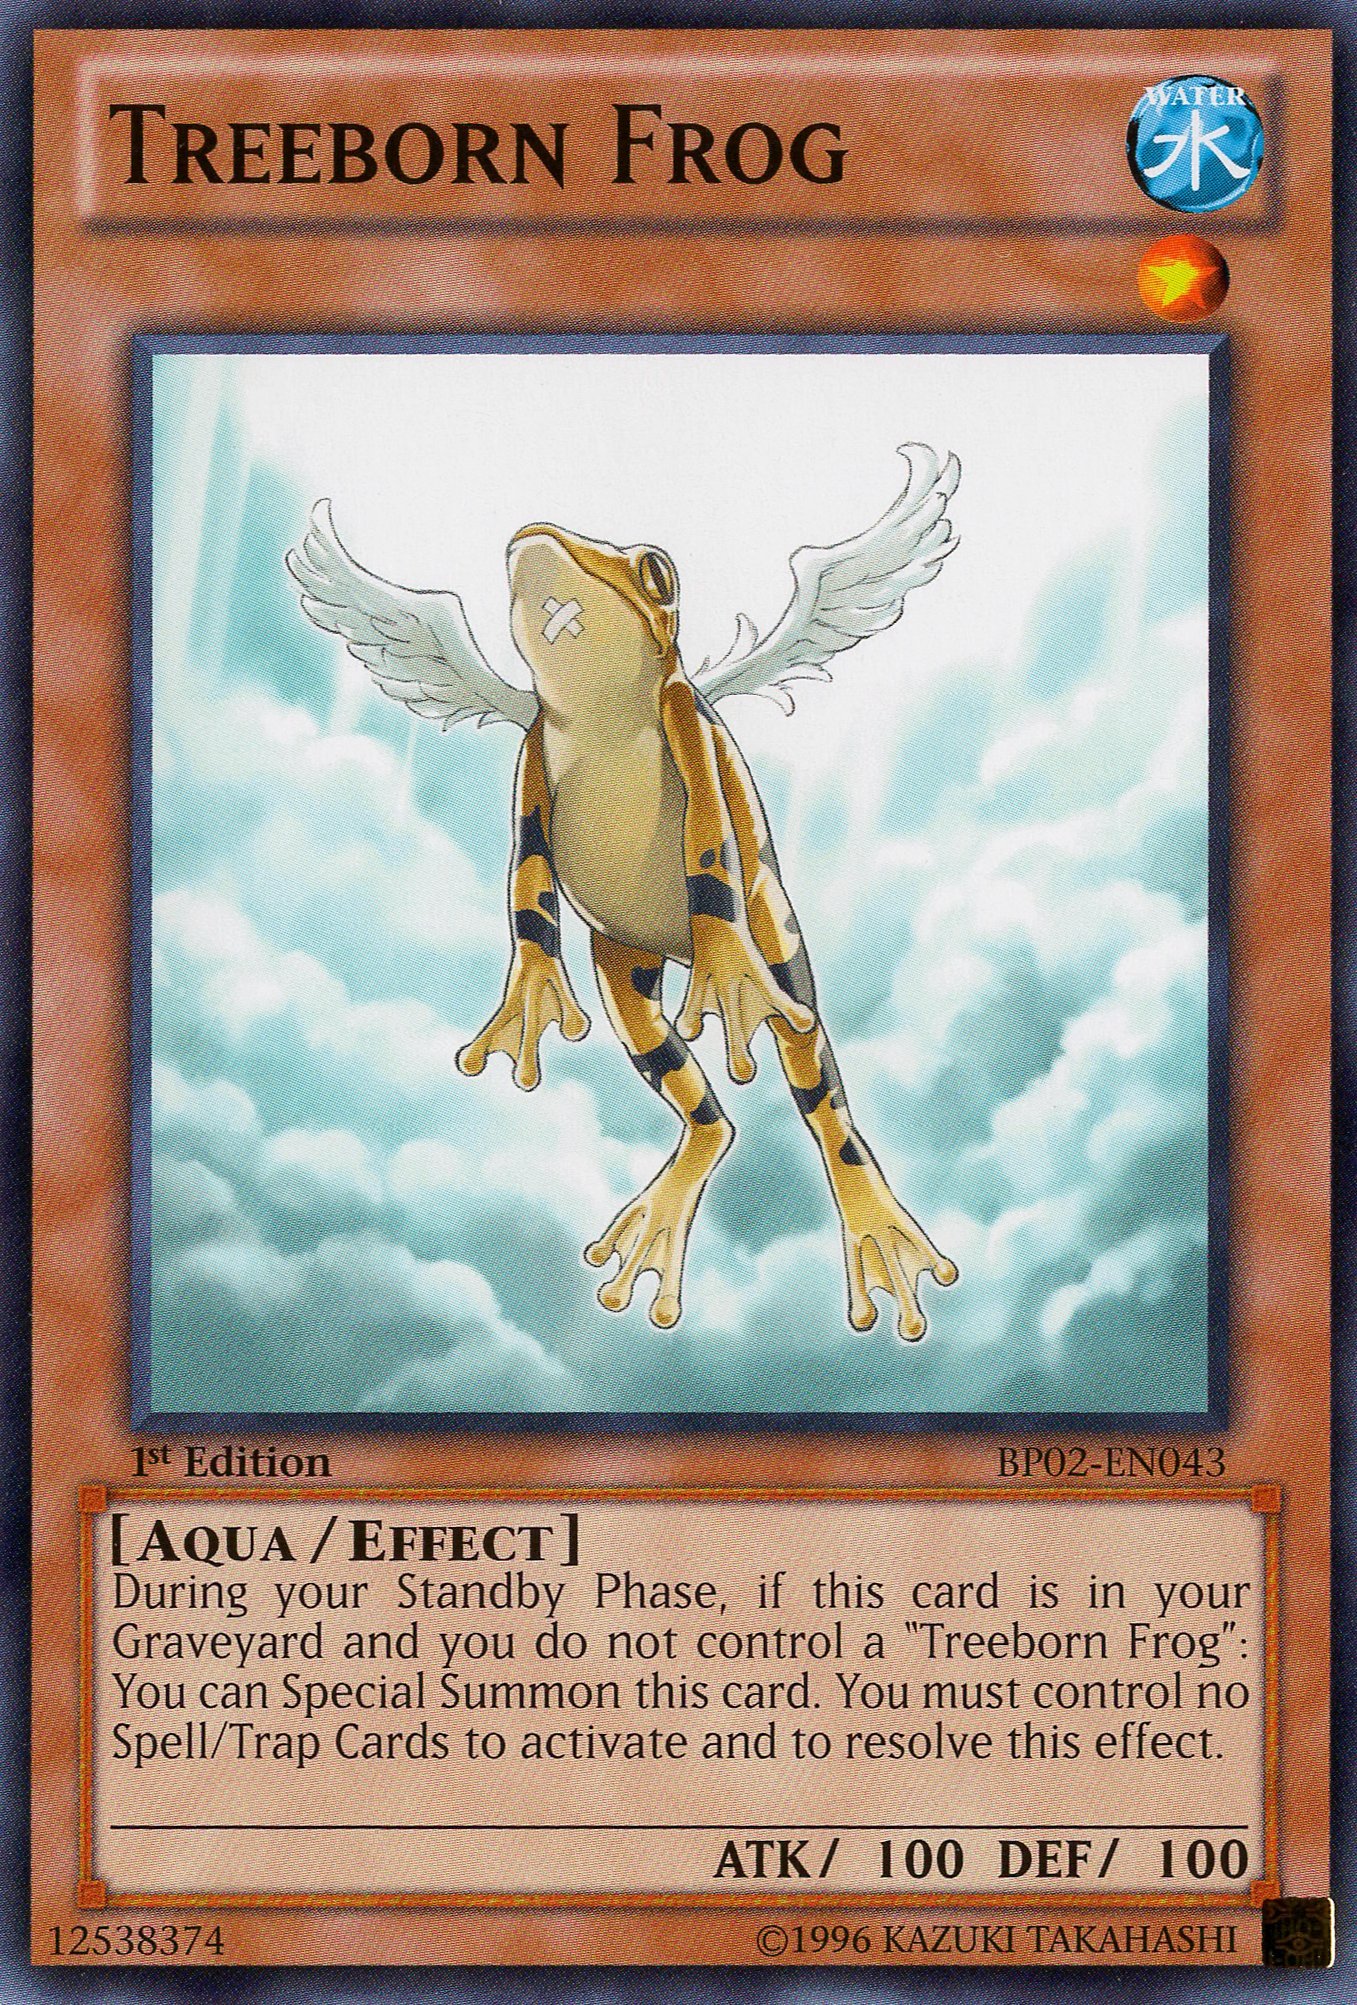 Treeborn Frog
WATER
水
1st Edition
BP02-EN043
[Aqua / Effect]
During your Standby Phase, if this card is in your
Graveyard and you do not control a "Treeborn Frog":
You can Special Summon this card. You must control no
Spell/Trap Cards to activate and to resolve this effect.
ATK/ 100 DEF/ 100
12538374
©1996 KAZUKI TAKAHASHI